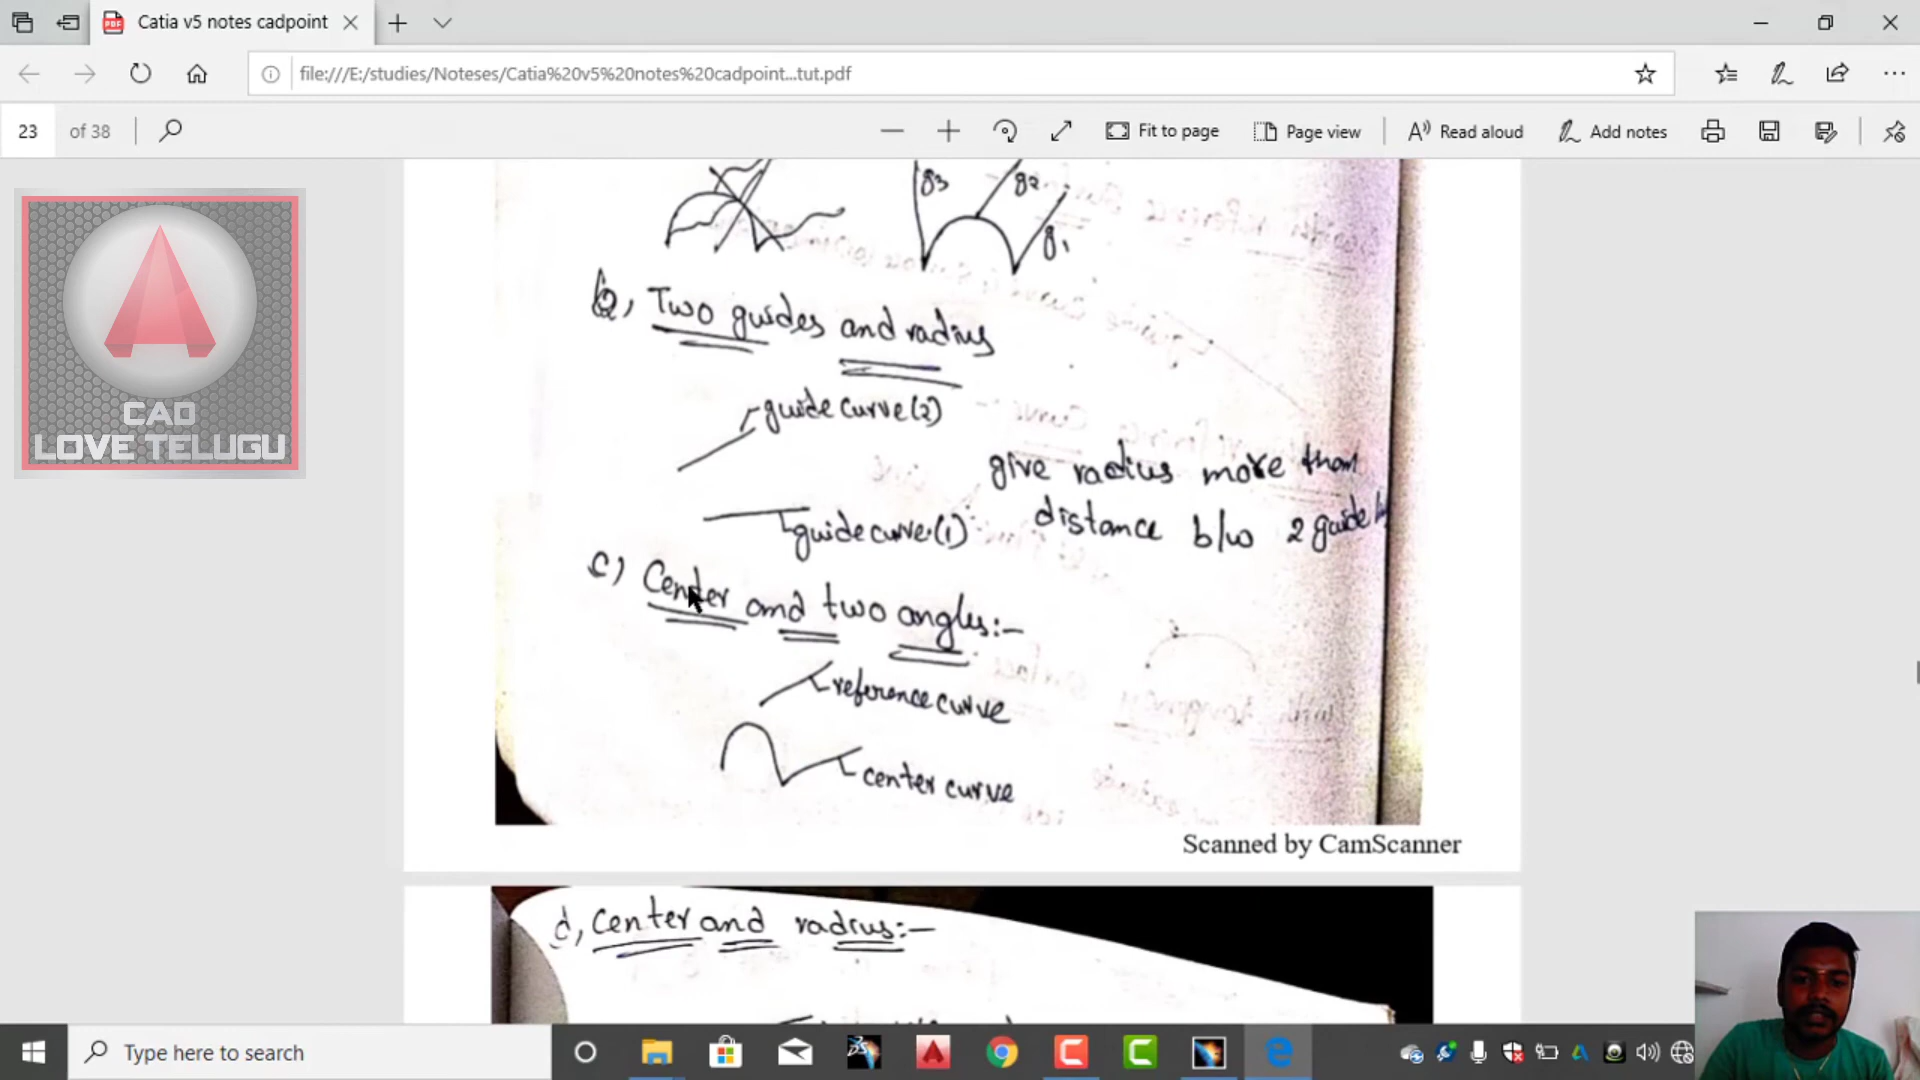 Catia v5 notes cadpoint
file:///E:/studies/Noteses/Catia%20v5%20notes%20cadpoint...tut.pdf
23 of 38
Fit to page
Page view
Read aloud
Add notes
g3 g2
g1
b, Two guides and radius
guide curve(2)
give radius more than
distance b/w 2 guide
guide curve(1)
c) Center and two angles:-
reference curve
center curve
Scanned by CamScanner
d, Center and radius:-
CAD
LOVE TELUGU
Type here to search